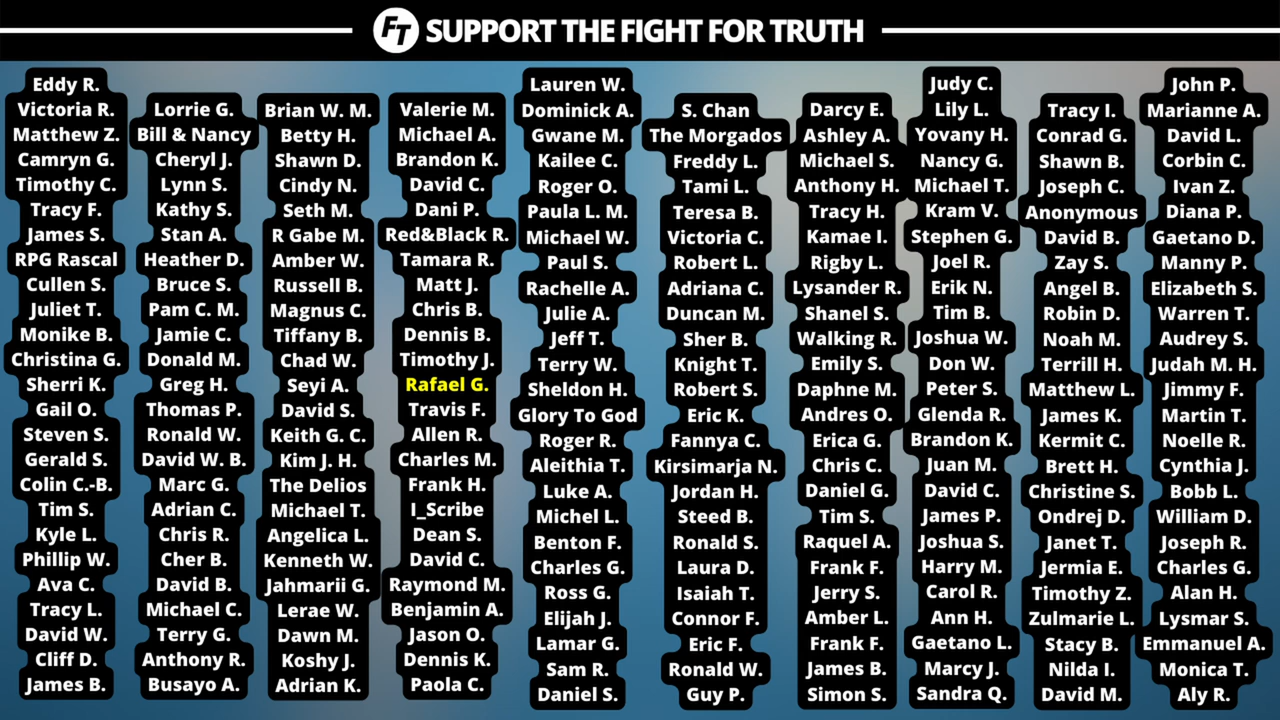 FT SUPPORT THE FIGHT FOR TRUTH
Eddy R.
Victoria R.
Matthew Z.
Camryn G.
Timothy C.
Tracy F.
James S.
RPG Rascal
Cullen S.
Juliet T.
Monike B.
Christina G.
Sherri K.
Gail O.
Steven S.
Gerald S.
Colin C.-B.
Tim S.
Kyle L.
Phillip W.
Ava C.
Tracy L.
David W.
Cliff D.
James B.
Lorrie G.
Bill & Nancy
Cheryl J.
Lynn S.
Kathy S.
Stan A.
Heather D.
Bruce S.
Pam C. M.
Jamie C.
Donald M.
Greg H.
Thomas P.
Ronald W.
David W. B.
Marc G.
Adrian C.
Chris R.
Cher B.
David B.
Michael C.
Terry G.
Anthony R.
Busayo A.
Brian W. M.
Betty H.
Shawn D.
Cindy N.
Seth M.
R Gabe M.
Amber W.
Russell B.
Magnus C.
Tiffany B.
Chad W.
Seyi A.
David S.
Keith G. C.
Kim J. H.
The Delios
Michael T.
Angelica L.
Kenneth W.
Jahmarii G.
Lerae W.
Dawn M.
Koshy J.
Adrian K.
Valerie M.
Michael A.
Brandon K.
David C.
Dani P.
Red&Black R.
Tamara R.
Matt J.
Chris B.
Dennis B.
Timothy J.
Rafael G.
Travis F.
Allen R.
Charles M.
Frank H.
I_Scribe
Dean S.
David C.
Raymond M.
Benjamin A.
Jason O.
Dennis K.
Paola C.
Lauren W.
Dominick A.
Gwane M.
Kailee C.
Roger O.
Paula L. M.
Michael W.
Paul S.
Rachelle A.
Julie A.
Jeff T.
Terry W.
Sheldon H.
Glory To God
Roger R.
Aleithia T.
Luke A.
Michel L.
Benton F.
Charles G.
Ross G.
Elijah J.
Lamar G.
Sam R.
Daniel S.
S. Chan
The Morgados
Freddy L.
Tami L.
Teresa B.
Victoria C.
Robert L.
Adriana C.
Duncan M.
Sher B.
Knight T.
Robert S.
Eric K.
Fannya C.
Kirsimarja N.
Jordan H.
Steed B.
Ronald S.
Laura D.
Isaiah T.
Connor F.
Eric F.
Ronald W.
Guy P.
Darcy E.
Ashley A.
Michael S.
Anthony H.
Tracy H.
Kamae I.
Rigby L.
Lysander R.
Shanel S.
Walking R.
Emily S.
Daphne M.
Andres O.
Erica G.
Chris C.
Daniel G.
Tim S.
Raquel A.
Frank F.
Jerry S.
Amber L.
Frank F.
James B.
Simon S.
Judy C.
Lily L.
Yovany H.
Nancy G.
Michael T.
Kram V.
Stephen G.
Joel R.
Erik N.
Tim B.
Joshua W.
Don W.
Peter S.
Glenda R.
Brandon K.
Juan M.
David C.
James P.
Joshua S.
Harry M.
Carol R.
Ann H.
Gaetano L.
Marcy J.
Sandra Q.
Tracy I.
Conrad G.
Shawn B.
Joseph C.
Anonymous
David B.
Zay S.
Angel B.
Robin D.
Noah M.
Terrill H.
Matthew L.
James K.
Kermit C.
Brett H.
Christine S.
Ondrej D.
Janet T.
Jermia E.
Timothy Z.
Zulmarie L.
Stacy B.
Nilda I.
David M.
John P.
Marianne A.
David L.
Corbin C.
Ivan Z.
Diana P.
Gaetano D.
Manny P.
Elizabeth S.
Warren T.
Audrey S.
Judah M. H.
Jimmy F.
Martin T.
Noelle R.
Cynthia J.
Bobb L.
William D.
Joseph R.
Charles G.
Alan H.
Lysmar S.
Emmanuel A.
Monica T.
Aly R.